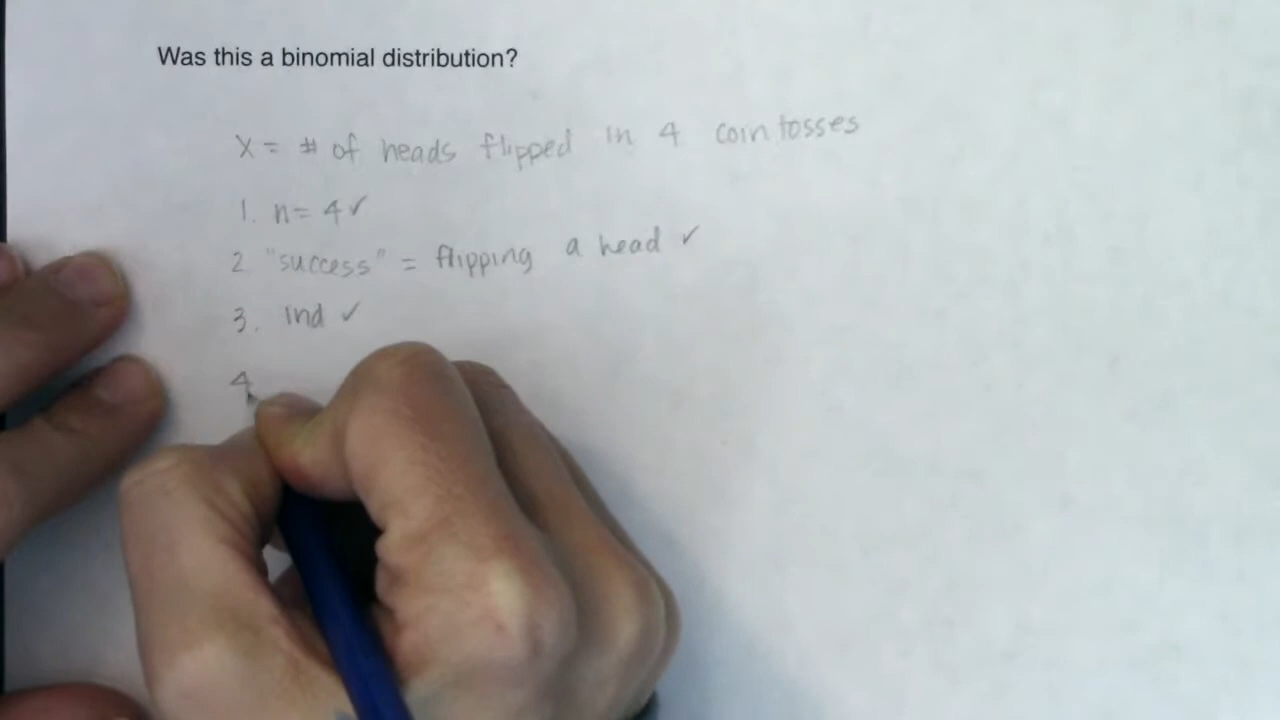 Was this a binomial distribution?
X = # of heads flipped in 4 coin tosses
1. n = 4 ✓
2. "success" = flipping a head ✓
3. ind ✓
4